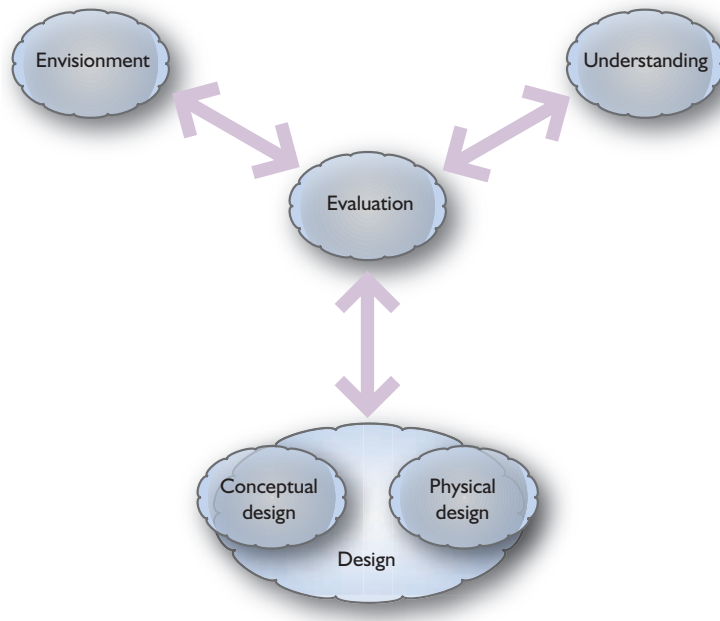 Envisionment
Understanding
Evaluation
Conceptual
design
Physical
design
Design